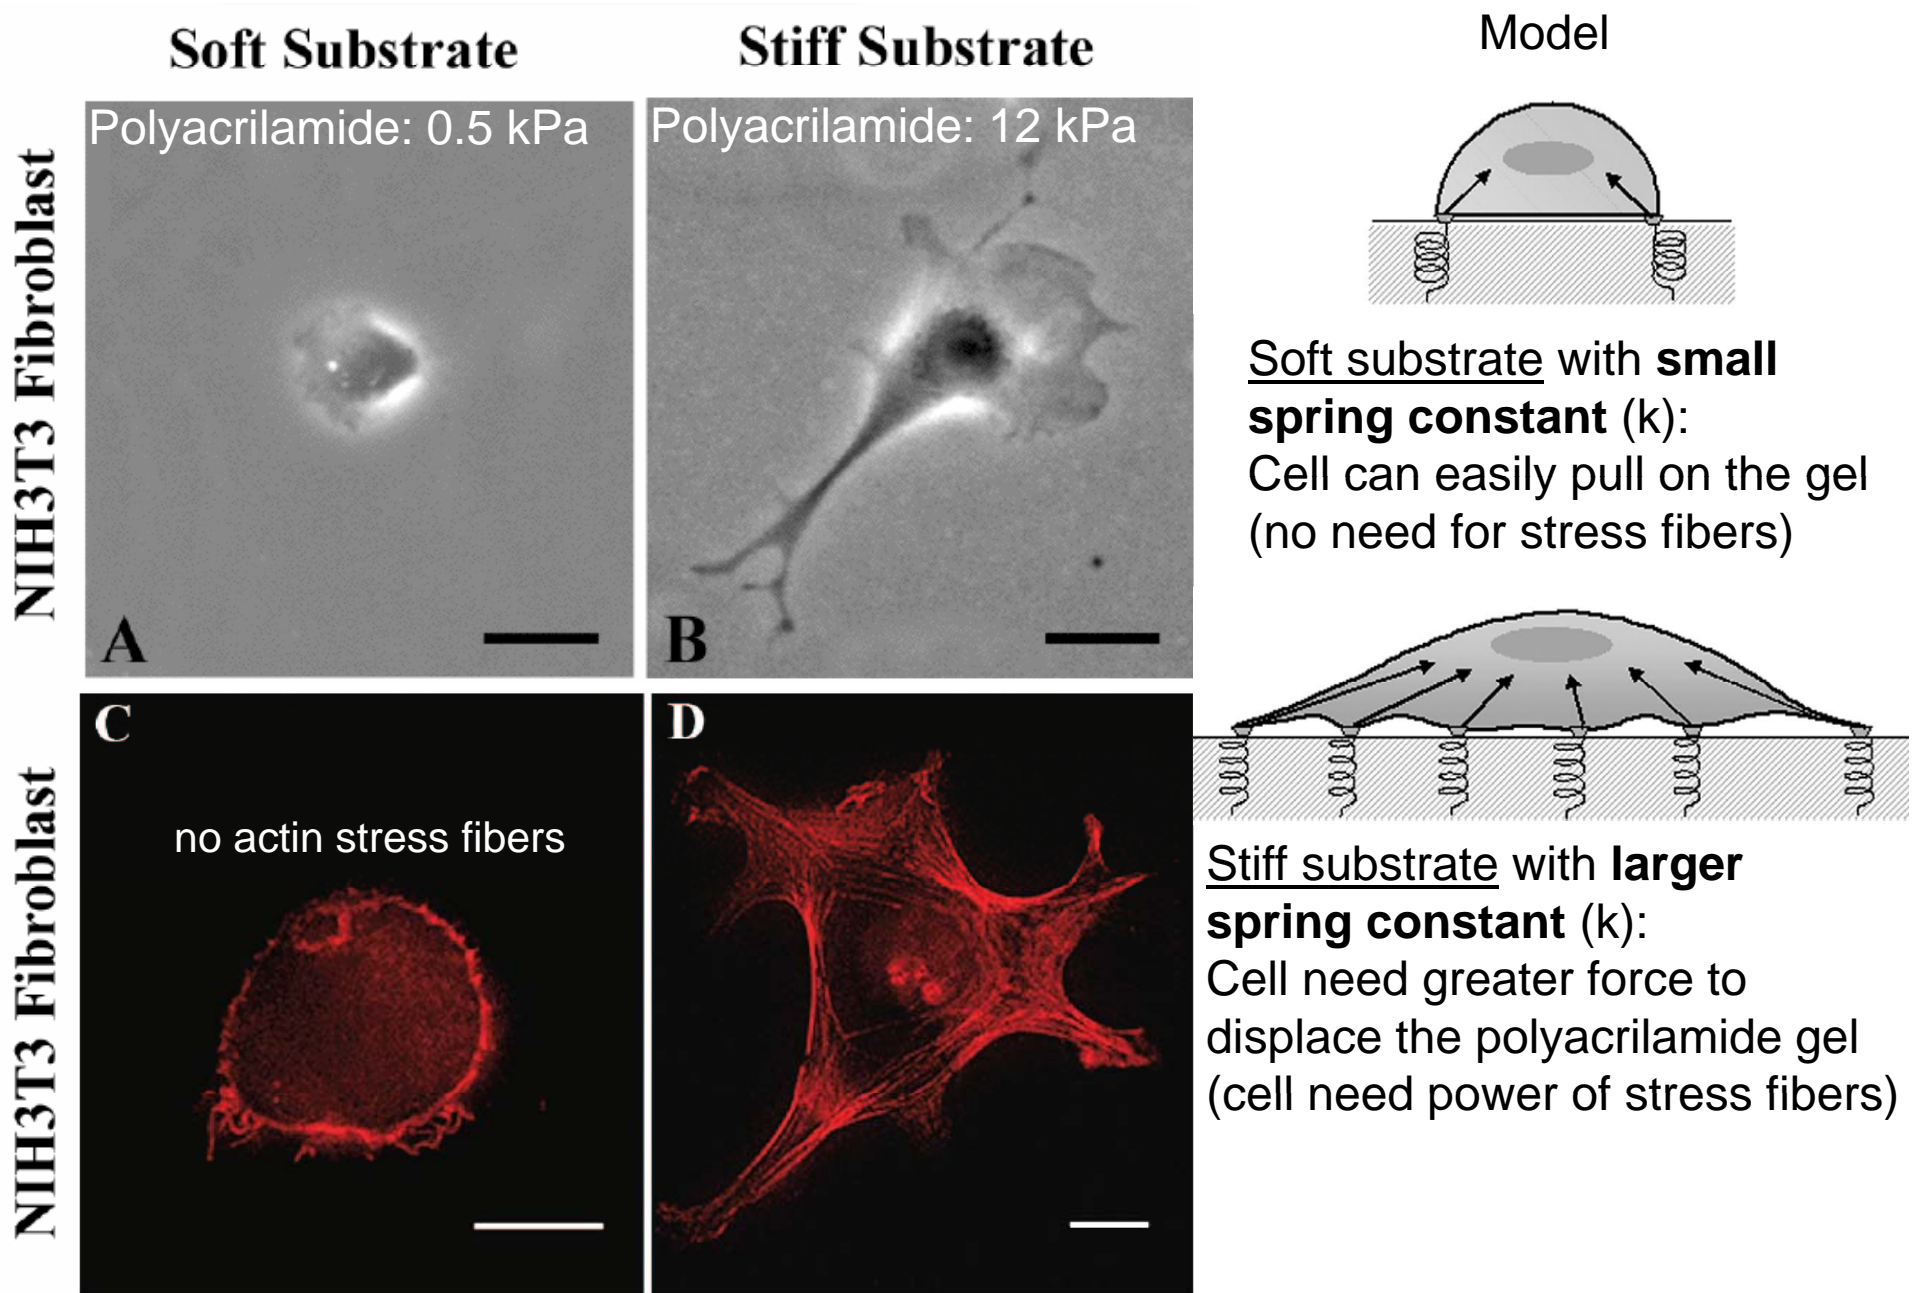 Soft Substrate
Stiff Substrate
Model
NIH3T3 Fibroblast
Polyacrilamide: 0.5 kPa
A
Polyacrilamide: 12 kPa
B
Soft substrate with small
spring constant (k):
Cell can easily pull on the gel
(no need for stress fibers)
NIH3T3 Fibroblast
C
no actin stress fibers
D
Stiff substrate with larger
spring constant (k):
Cell need greater force to
displace the polyacrilamide gel
(cell need power of stress fibers)